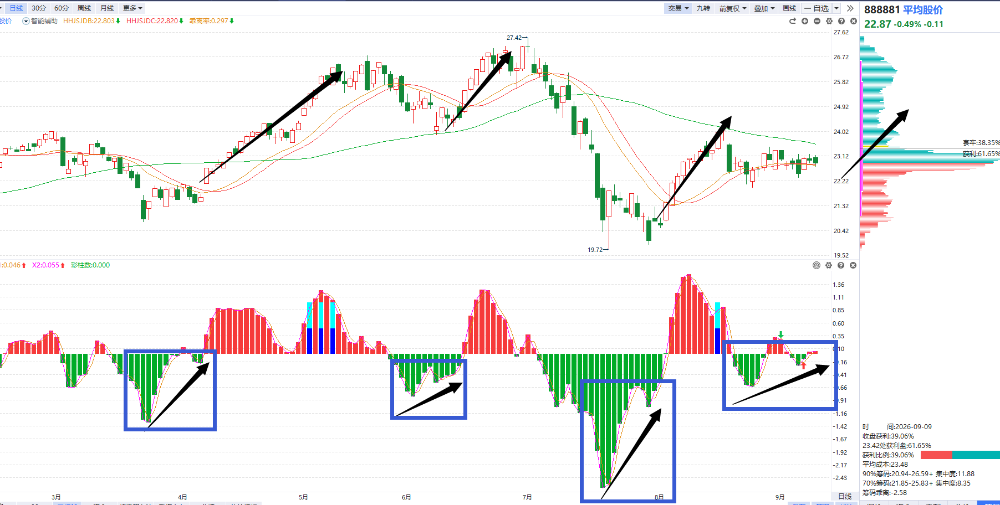 日线 30分 60分 周线 月线 更多 交易 九转 前复权 叠加 画线 一 自选
888881 平均股价
22.87 -0.49% -0.11
股价 智能辅助 HHJSJDB:22.803 HHJSJDC:22.820 乖离率:0.297
27.62
27.42
26.72
25.82
24.92
24.02
套牢:38.35%
获利:61.65%
23.12
22.22
21.32
20.42
19.72
19.52
:0.046 X2:0.055 彩柱数:0.000
1.36
1.11
0.85
0.60
0.35
0.10
0.16
.41
.66
0.91
-1.16
-1.42
-1.67
-1.92
-2.17
-2.43
时 间:2026-09-09
收盘获利:39.06%
23.42处获利盘:61.65%
获利比例:39.06%
平均成本:23.48
90%筹码:20.94-26.59+ 集中度:11.88
70%筹码:21.85-25.83+ 集中度:8.35
筹码乖离:-2.58
3月 4月 5月 6月 7月 8月 9月 日线